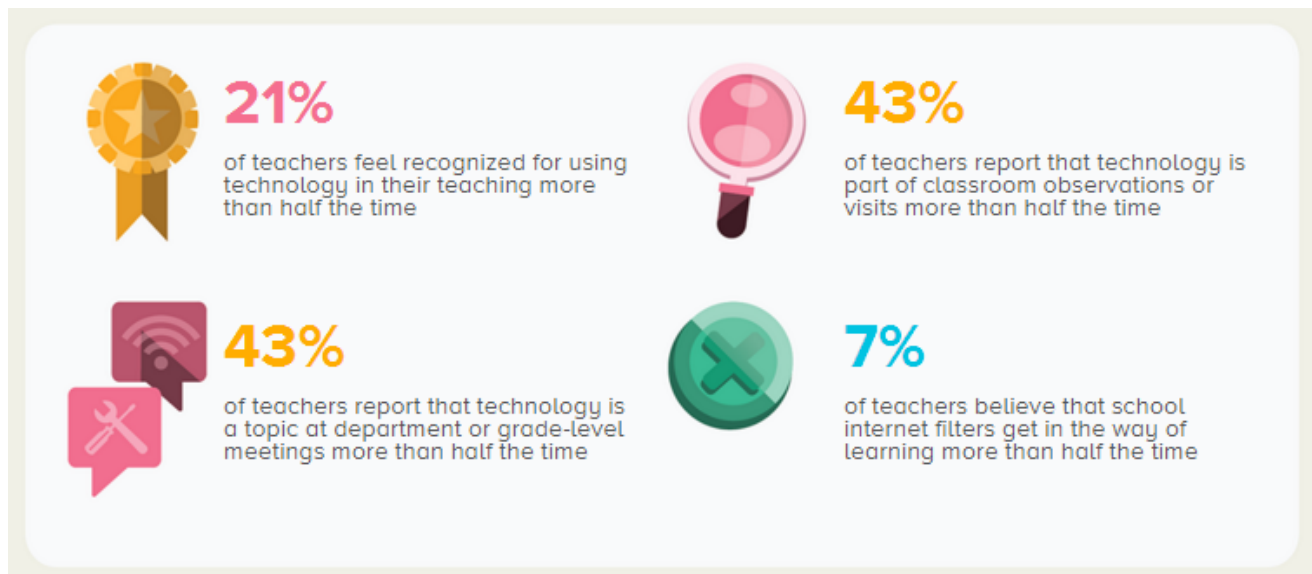 21%
of teachers feel recognized for using
technology in their teaching more
than half the time
43%
of teachers report that technology is
part of classroom observations or
visits more than half the time
43%
of teachers report that technology is
a topic at department or grade-level
meetings more than half the time
7%
of teachers believe that school
internet filters get in the way of
learning more than half the time